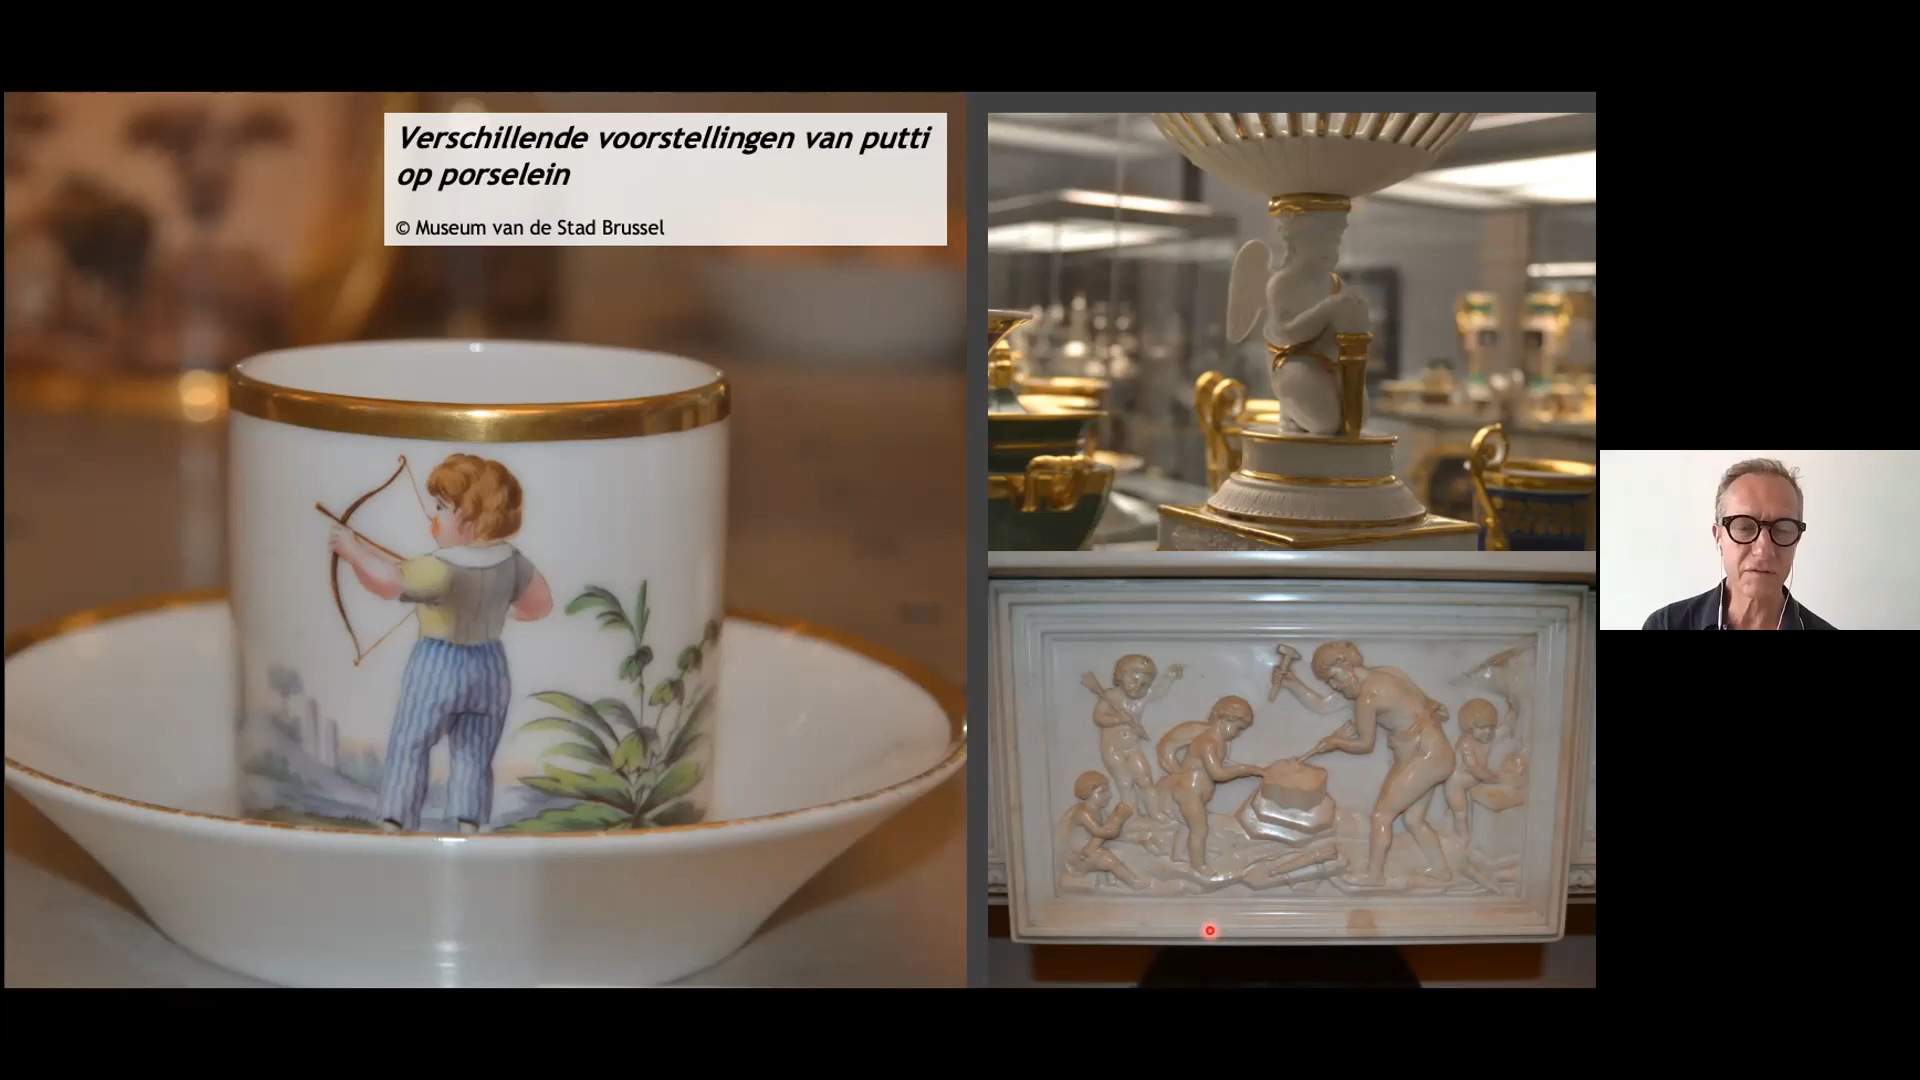 Verschillende voorstellingen van putti
op porselein
© Museum van de Stad Brussel